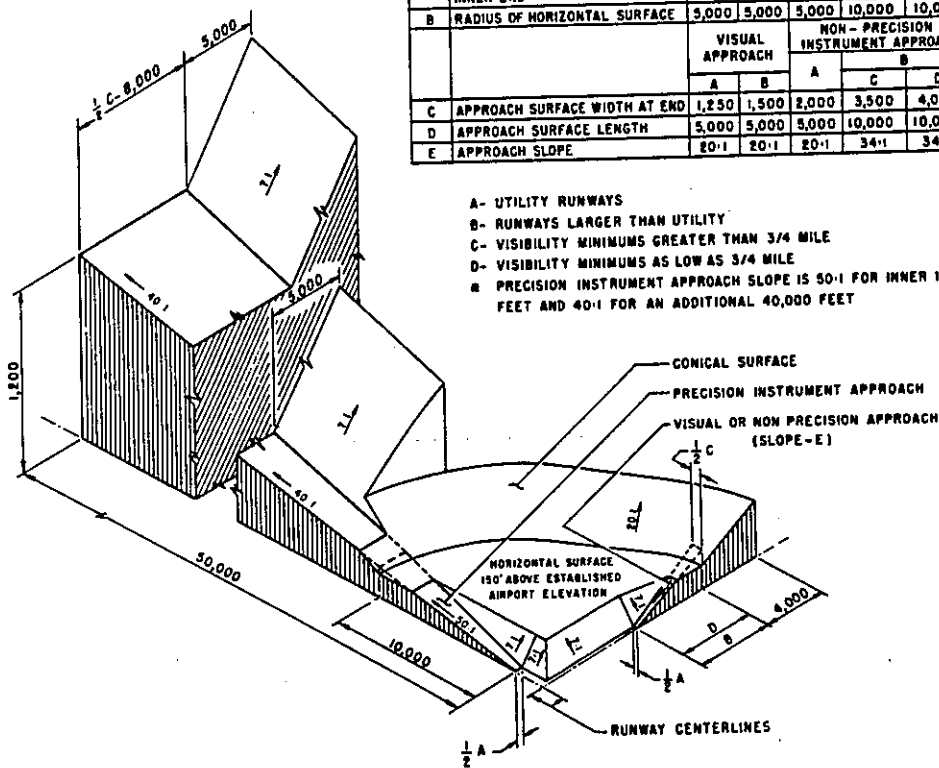 B RADIUS OF HORIZONTAL SURFACE 5,000 5,000 5,000 10,000
VISUAL APPROACH NON-PRECISION INSTRUMENT
A B A B
C
C APPROACH SURFACE WIDTH AT END 1,250 1,500 2,000 3,500
D APPROACH SURFACE LENGTH 5,000 5,000 5,000 10,000
E APPROACH SLOPE 20:1 20:1 20:1 34:1
A- UTILITY RUNWAYS
B- RUNWAYS LARGER THAN UTILITY
C- VISIBILITY MINIMUMS GREATER THAN 3/4 MILE
D- VISIBILITY MINIMUMS AS LOW AS 3/4 MILE
* PRECISION INSTRUMENT APPROACH SLOPE IS 50:1 FOR INNER
FEET AND 40:1 FOR AN ADDITIONAL 40,000 FEET
5,000
1/2 C-8,000
7:1
40:1
5,000
1,200
7:1
40:1
CONICAL SURFACE
PRECISION INSTRUMENT APPROACH
VISUAL OR NON PRECISION APPROACH
(SLOPE-E)
1/2 C
20:1
HORIZONTAL SURFACE
150' ABOVE ESTABLISHED
AIRPORT ELEVATION
50:1
7:1
7:1
7:1
7:1
7:1
50,000
10,000
4,000
D
B
1/2 A
RUNWAY CENTERLINES
1/2 A